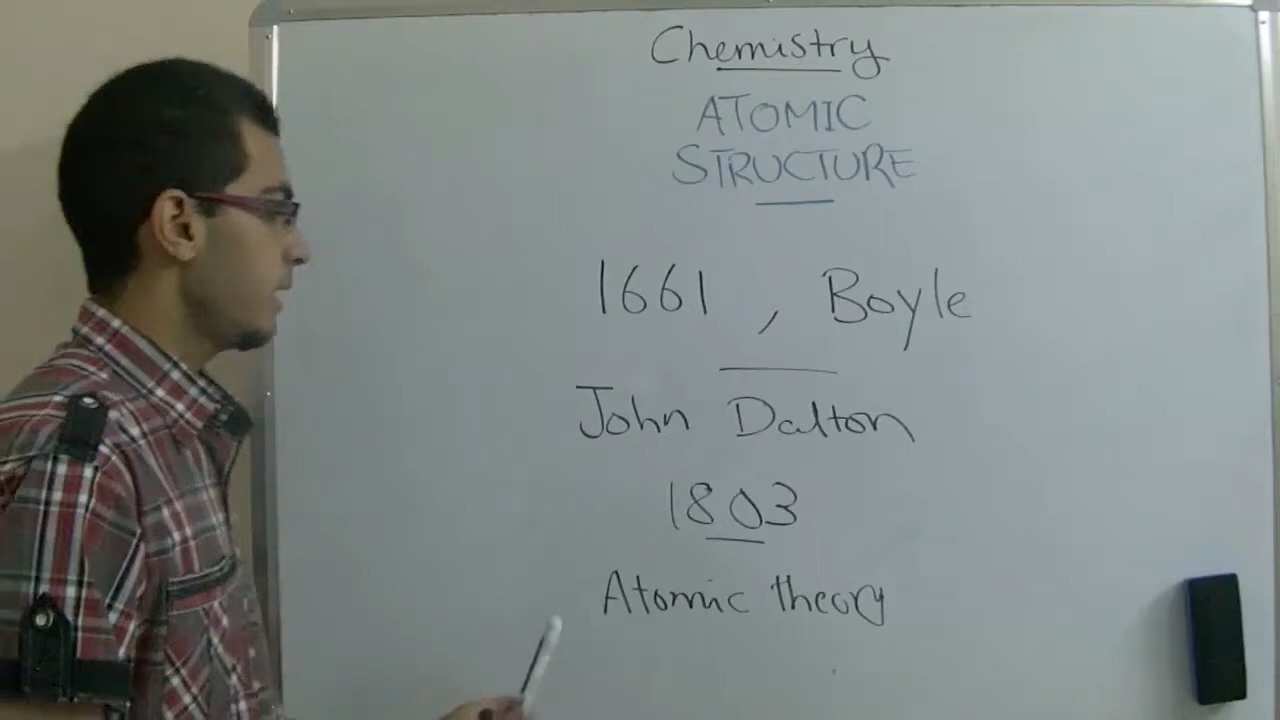 Chemistry
ATOMIC
STRUCTURE
1661 , Boyle
John Dalton
1803
Atomic theory